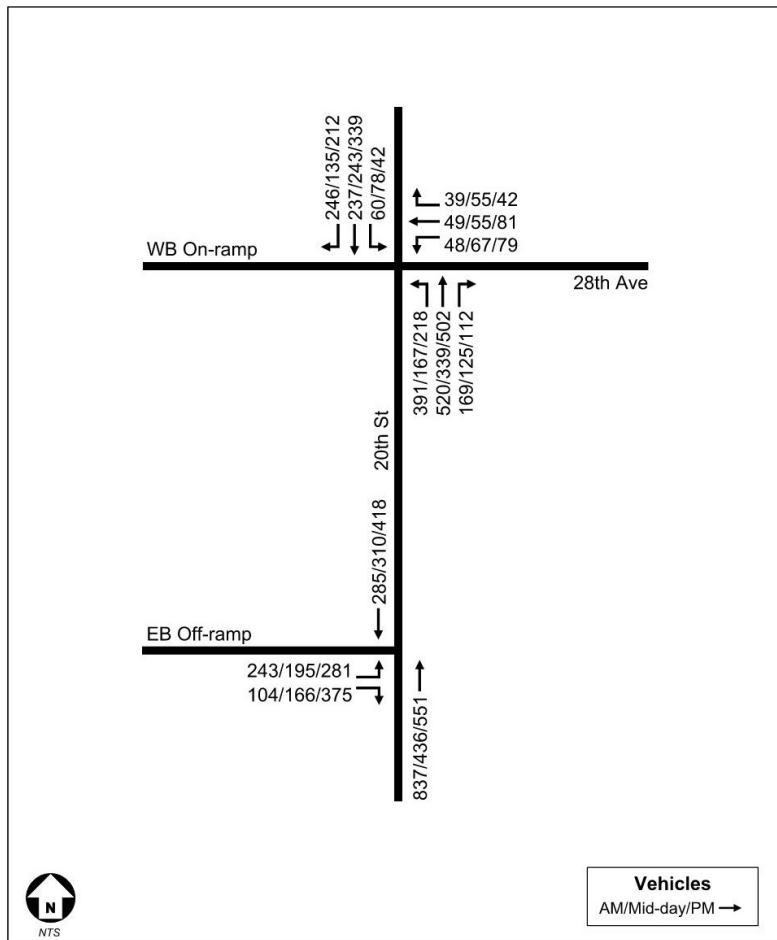 246/135/212
237/243/339
60/78/42
39/55/42
49/55/81
48/67/79
WB On-ramp
28th Ave
391/167/218
520/339/502
169/125/112
20th St
285/310/418
EB Off-ramp
243/195/281
104/166/375
837/436/551
N
NTS
Vehicles
AM/Mid-day/PM